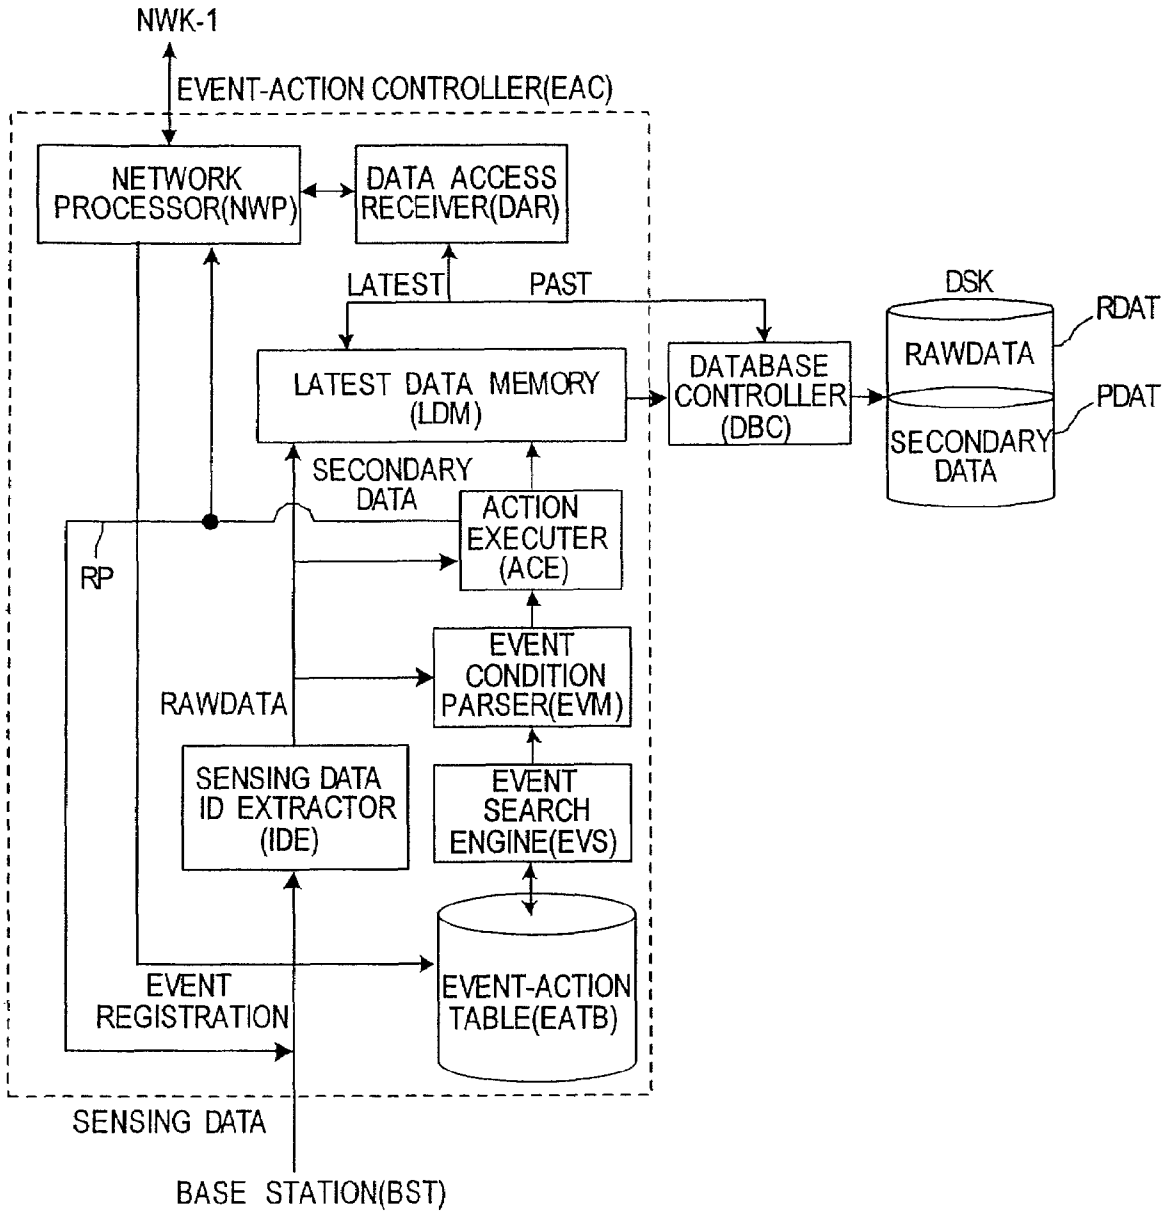 NWK-1
EVENT-ACTION CONTROLLER(EAC)
NETWORK
PROCESSOR(NWP)
DATA ACCESS
RECEIVER(DAR)
LATEST
PAST
DSK
RDAT
RAWDATA
PDAT
SECONDARY
DATA
LATEST DATA MEMORY
(LDM)
DATABASE
CONTROLLER
(DBC)
SECONDARY
DATA
ACTION
EXECUTER
(ACE)
RP
EVENT
CONDITION
PARSER(EVM)
RAWDATA
SENSING DATA
ID EXTRACTOR
(IDE)
EVENT
SEARCH
ENGINE(EVS)
EVENT
REGISTRATION
EVENT-ACTION
TABLE(EATB)
SENSING DATA
BASE STATION(BST)